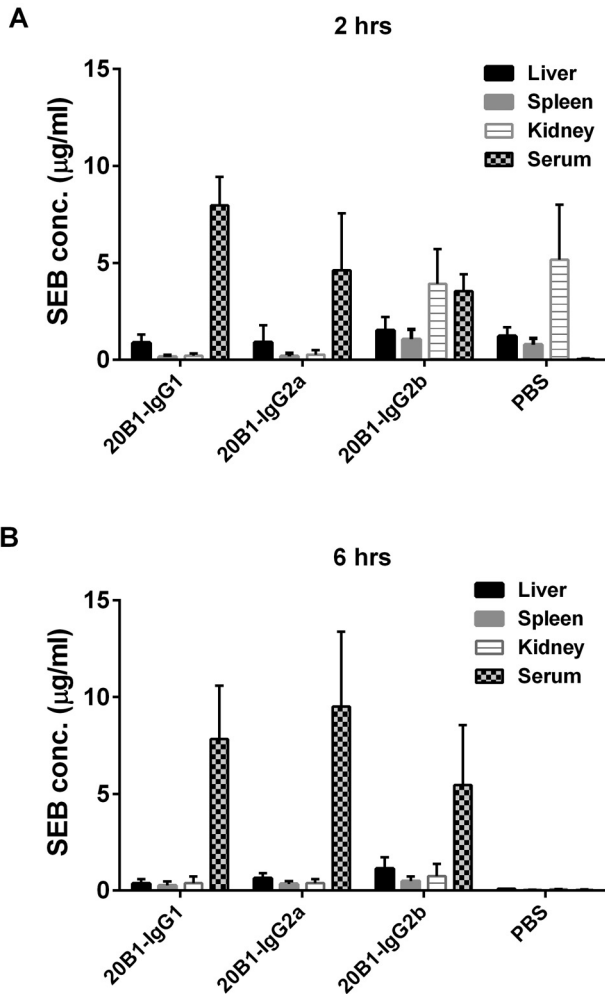 A
2 hrs
15
10
5
0
SEB conc. (μg/ml)
Liver
Spleen
Kidney
Serum
20B1-IgG1
20B1-IgG2a
20B1-IgG2b
PBS
B
6 hrs
15
10
5
0
SEB conc. (μg/ml)
Liver
Spleen
Kidney
Serum
20B1-IgG1
20B1-IgG2a
20B1-IgG2b
PBS